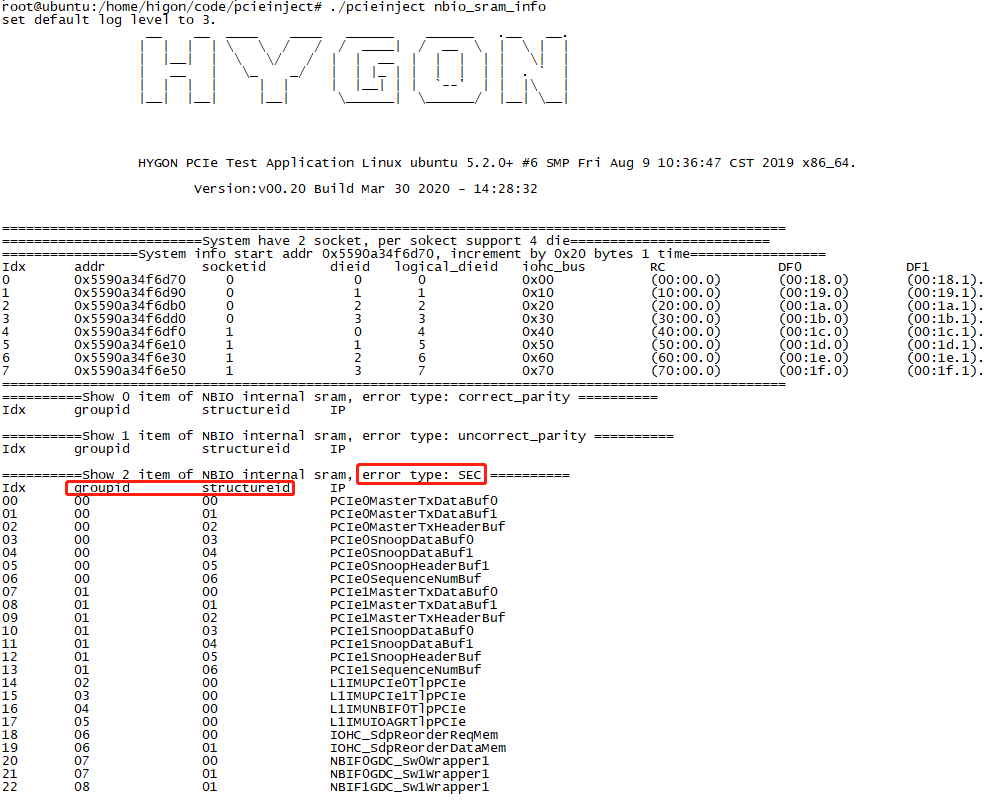 root@ubuntu:/home/higon/code/pcieinject# ./pcieinject nbio_sram_info
set default log level to 3.
HYGON
HYGON PCIe Test Application Linux ubuntu 5.2.0+ #6 SMP Fri Aug 9 10:36:47 CST 2019 x86_64.
Version:v00.20 Build Mar 30 2020 - 14:28:32
=========================System have 2 socket, per sokect support 4 die=========================
=================System info start addr 0x5590a34f6d70, increment by 0x20 bytes 1 time=================
Idx addr socketid dieid logical_dieid iohc_bus RC DF0 DF1
0 0x5590a34f6d70 0 0 0 0x00 (00:00.0) (00:18.0) (00:18.1).
1 0x5590a34f6d90 0 1 1 0x10 (10:00.0) (00:19.0) (00:19.1).
2 0x5590a34f6db0 0 2 2 0x20 (20:00.0) (00:1a.0) (00:1a.1).
3 0x5590a34f6dd0 0 3 3 0x30 (30:00.0) (00:1b.0) (00:1b.1).
4 0x5590a34f6df0 1 0 4 0x40 (40:00.0) (00:1c.0) (00:1c.1).
5 0x5590a34f6e10 1 1 5 0x50 (50:00.0) (00:1d.0) (00:1d.1).
6 0x5590a34f6e30 1 2 6 0x60 (60:00.0) (00:1e.0) (00:1e.1).
7 0x5590a34f6e50 1 3 7 0x70 (70:00.0) (00:1f.0) (00:1f.1).
==========Show 0 item of NBIO internal sram, error type: correct_parity ==========
Idx groupid structureid IP
==========Show 1 item of NBIO internal sram, error type: uncorrect_parity ==========
Idx groupid structureid IP
==========Show 2 item of NBIO internal sram, error type: SEC ==========
Idx groupid structureid IP
00 00 00 PCIe0MasterTxDataBuf0
01 00 01 PCIe0MasterTxDataBuf1
02 00 02 PCIe0MasterTxHeaderBuf
03 00 03 PCIe0SnoopDataBuf0
04 00 04 PCIe0SnoopDataBuf1
05 00 05 PCIe0SnoopHeaderBuf1
06 00 06 PCIe0SequenceNumBuf
07 01 00 PCIe1MasterTxDataBuf0
08 01 01 PCIe1MasterTxDataBuf1
09 01 02 PCIe1MasterTxHeaderBuf
10 01 03 PCIe1SnoopDataBuf0
11 01 04 PCIe1SnoopDataBuf1
12 01 05 PCIe1SnoopHeaderBuf
13 01 06 PCIe1SequenceNumBuf
14 02 00 L1IMUPCIe0TlpPCIe
15 03 00 L1IMUPCIe1TlpPCIe
16 04 00 L1IMUNBIF0TlpPCIe
17 05 00 L1IMUIOAGRTlpPCIe
18 06 00 IOHC_SdpReorderReqMem
19 06 01 IOHC_SdpReorderDataMem
20 07 00 NBIF0GDC_Sw0Wrapper1
21 07 01 NBIF0GDC_Sw1Wrapper1
22 08 01 NBIF1GDC_Sw1Wrapper1